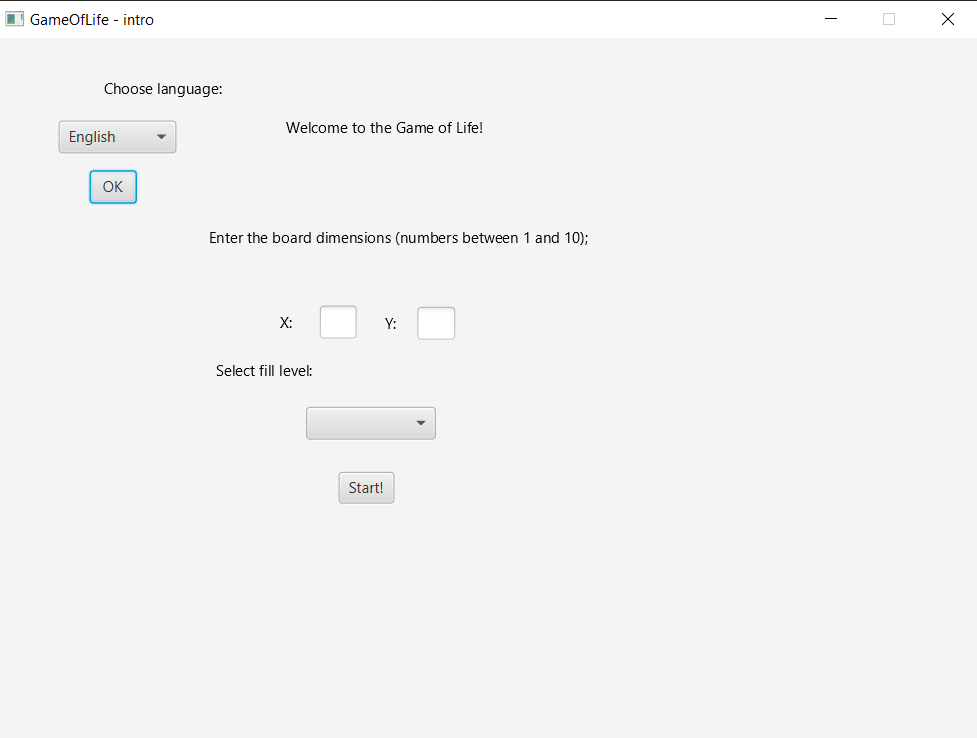 GameOfLife - intro
Choose language:
Welcome to the Game of Life!
English
OK
Enter the board dimensions (numbers between 1 and 10);
X:
Y:
Select fill level:
Start!